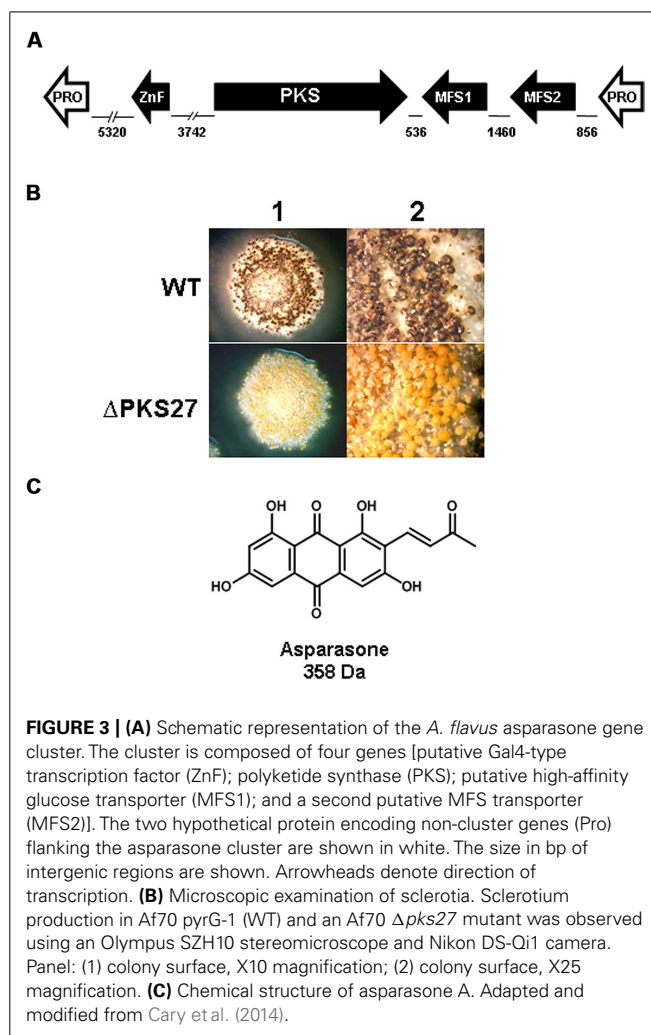 A
PRO ZnF PKS MFS1 MFS2 PRO
5320 3742 536 1460 856
B
1 2
WT
ΔPKS27
C
OH O OH O
HO O OH
Asparasone
358 Da
FIGURE 3 | (A) Schematic representation of the A. flavus asparasone gene
cluster. The cluster is composed of four genes [putative Gal4-type
transcription factor (ZnF); polyketide synthase (PKS); putative high-affinity
glucose transporter (MFS1); and a second putative MFS transporter
(MFS2)]. The two hypothetical protein encoding non-cluster genes (Pro)
flanking the asparasone cluster are shown in white. The size in bp of
intergenic regions are shown. Arrowheads denote direction of
transcription. (B) Microscopic examination of sclerotia. Sclerotium
production in Af70 pyrG-1 (WT) and an Af70 Δpks27 mutant was observed
using an Olympus SZH10 stereomicroscope and Nikon DS-Qi1 camera.
Panel: (1) colony surface, X10 magnification; (2) colony surface, X25
magnification. (C) Chemical structure of asparasone A. Adapted and
modified from Cary et al. (2014).